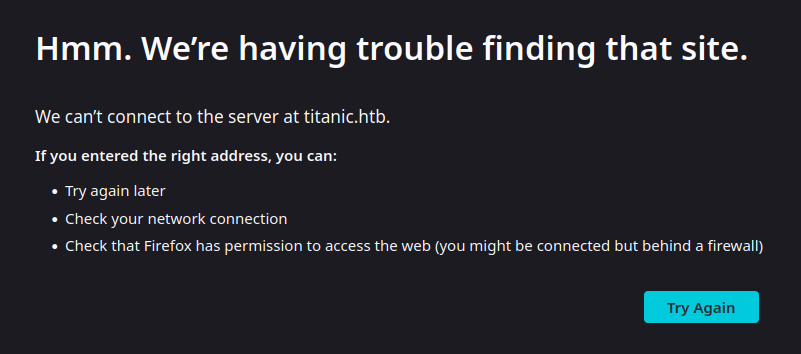 Hmm. We’re having trouble finding that site.
We can’t connect to the server at titanic.htb.
If you entered the right address, you can:
• Try again later
• Check your network connection
• Check that Firefox has permission to access the web (you might be connected but behind a firewall)
Try Again